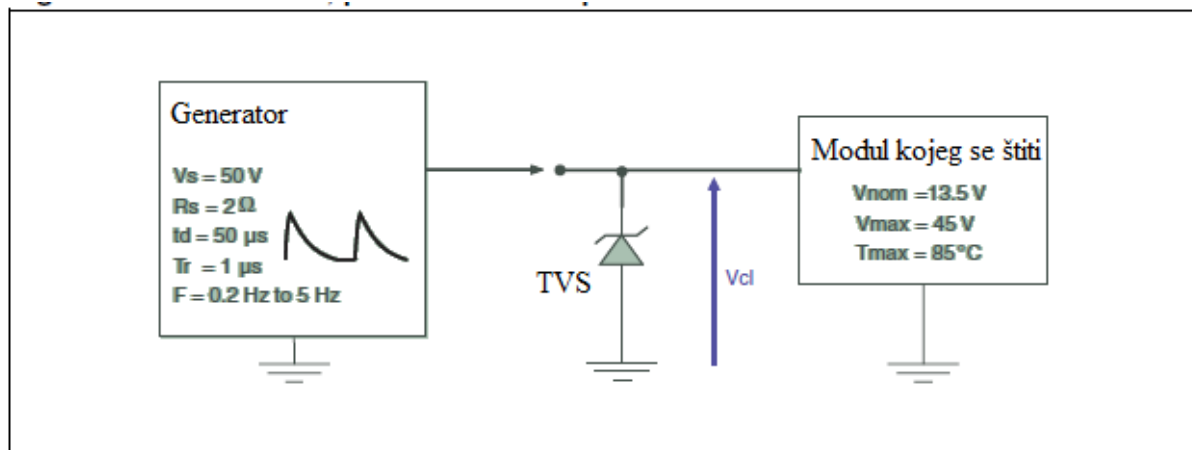 Generator
Vs = 50 V
Rs = 2Ω
td = 50 µs
Tr = 1 µs
F = 0.2 Hz to 5 Hz
TVS
Vcl
Modul kojeg se štiti
Vnom =13.5 V
Vmax = 45 V
Tmax = 85°C